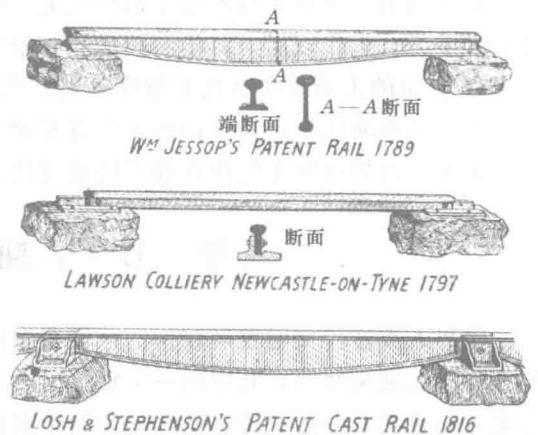 A
A
端断面
A—A断面
Wᴹ JESSOP'S PATENT RAIL 1789
断面
LAWSON COLLIERY NEWCASTLE-ON-TYNE 1797
LOSH & STEPHENSON'S PATENT CAST RAIL 1816